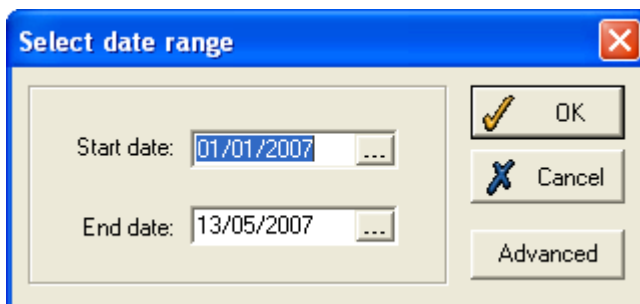 Select date range
Start date: 01/01/2007 ...
End date: 13/05/2007 ...
OK
Cancel
Advanced